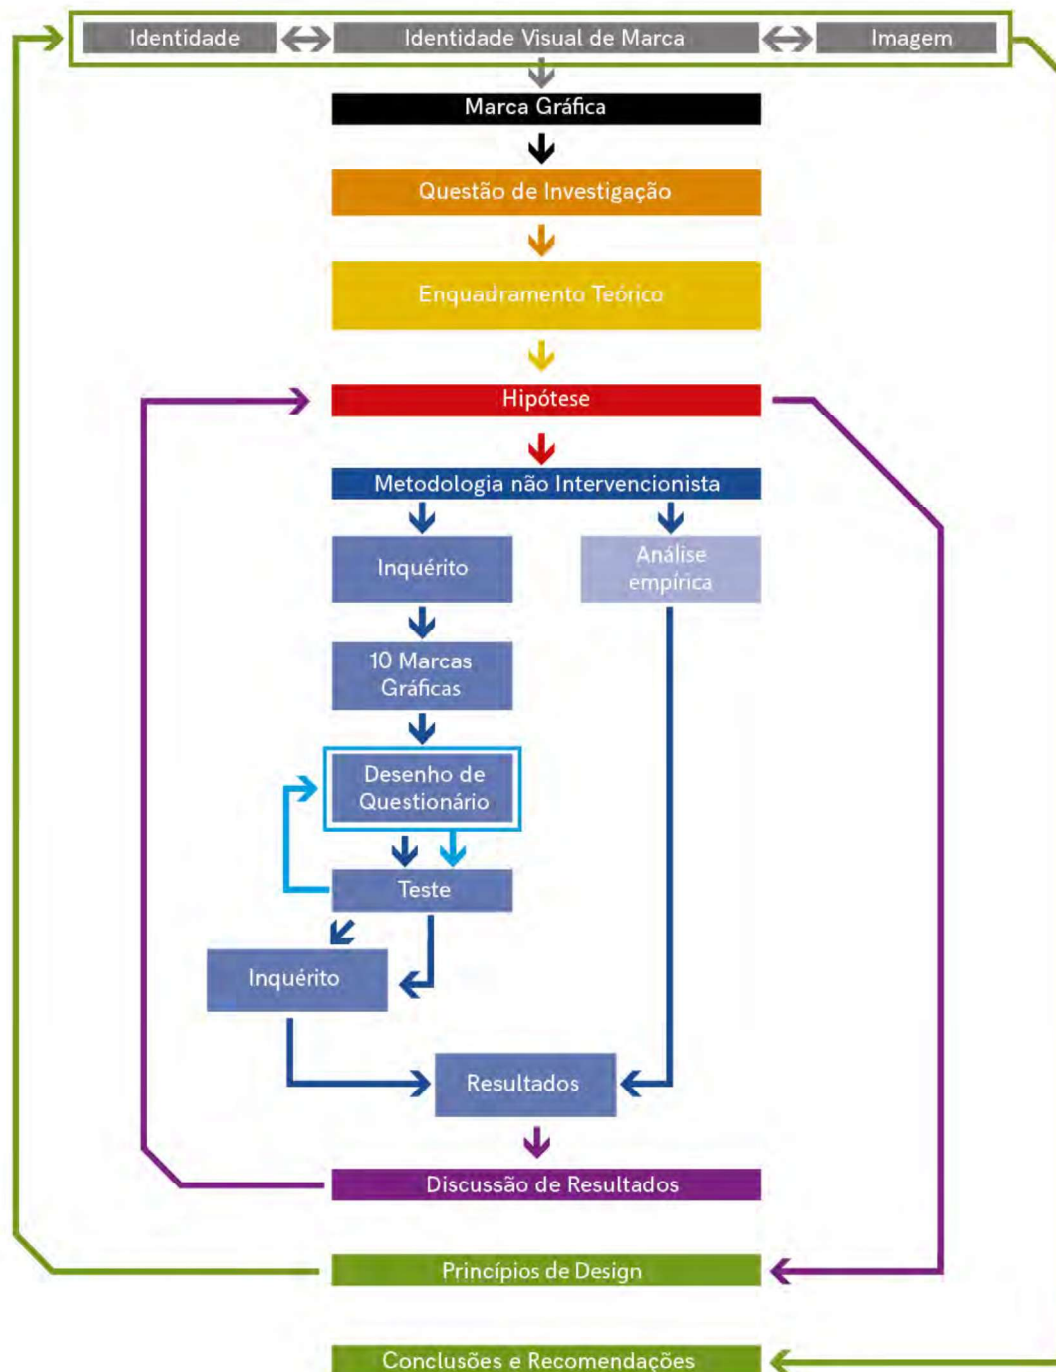 Identidade
Identidade Visual de Marca
Imagem
Marca Gráfica
Questão de Investigação
Enquadramento Teórico
Hipótese
Metodologia não Intervencionista
Inquérito
Análise
empírica
10 Marcas
Gráficas
Desenho de
Questionário
Teste
Inquérito
Resultados
Discussão de Resultados
Princípios de Design
Conclusões e Recomendações